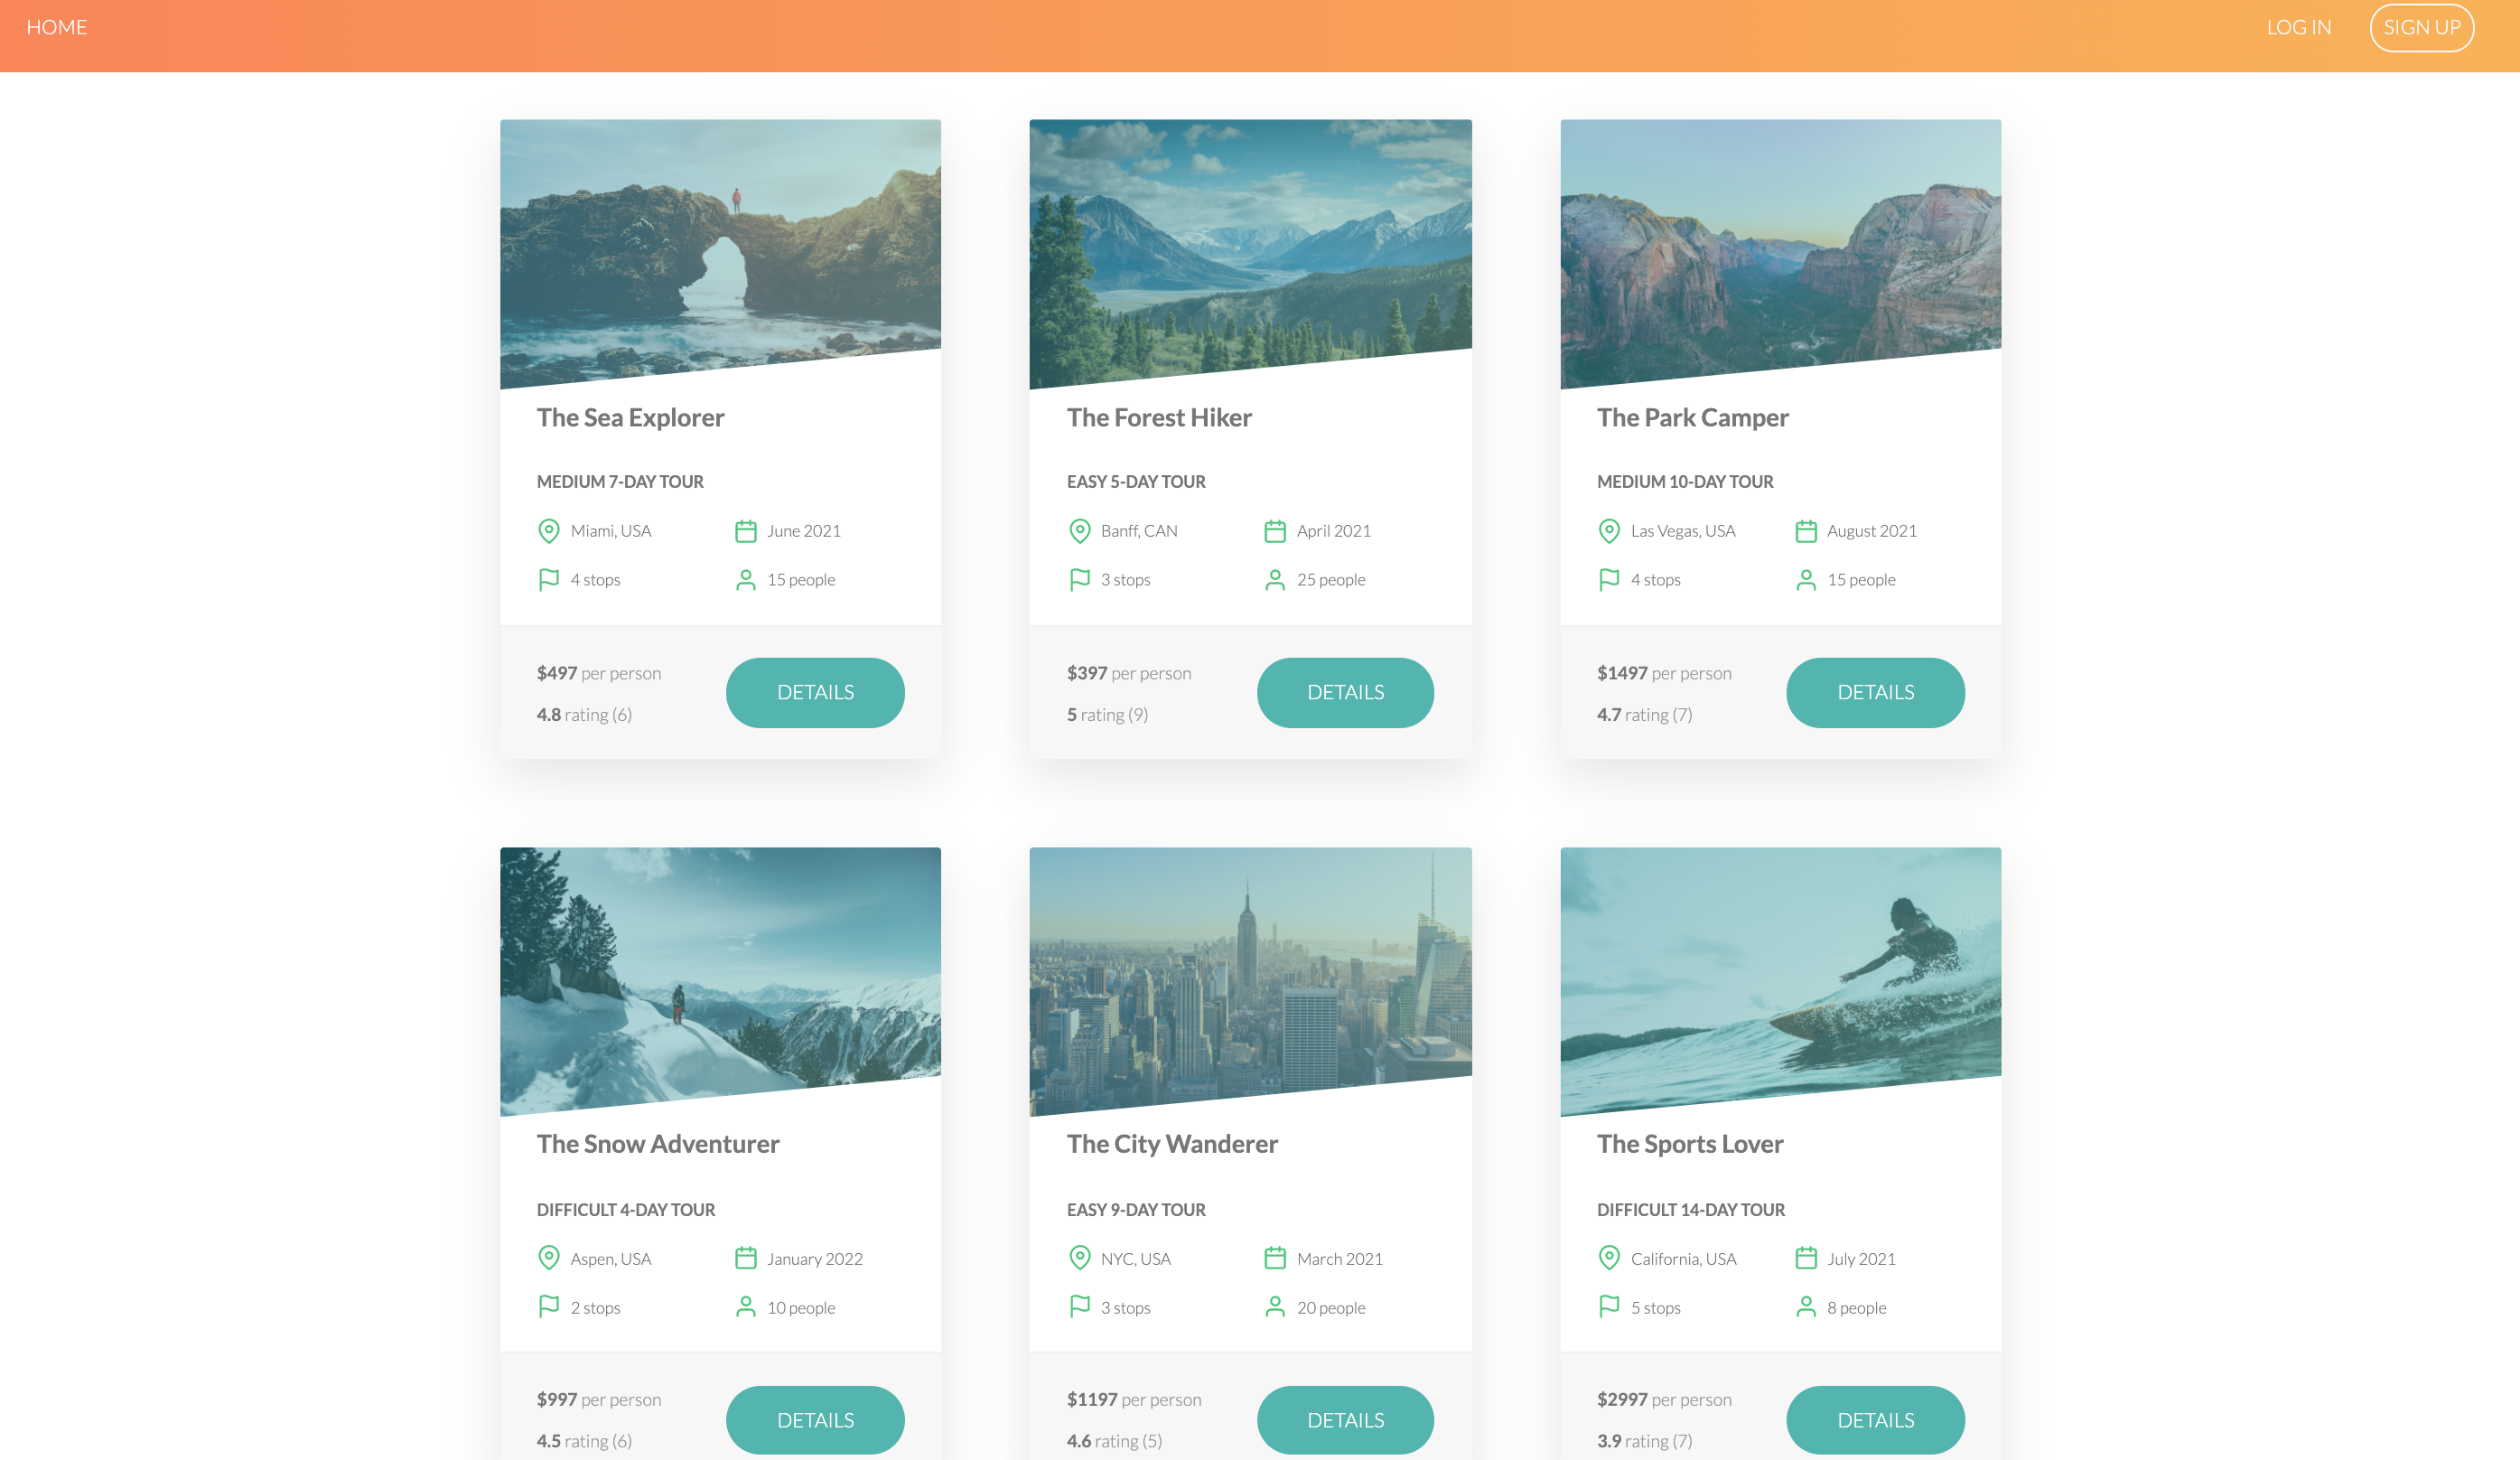 HOME
LOG IN
SIGN UP
The Sea Explorer
MEDIUM 7-DAY TOUR
Miami, USA
June 2021
4 stops
15 people
$497 per person
4.8 rating (6)
DETAILS
The Forest Hiker
EASY 5-DAY TOUR
Banff, CAN
April 2021
3 stops
25 people
$397 per person
5 rating (9)
DETAILS
The Park Camper
MEDIUM 10-DAY TOUR
Las Vegas, USA
August 2021
4 stops
15 people
$1497 per person
4.7 rating (7)
DETAILS
The Snow Adventurer
DIFFICULT 4-DAY TOUR
Aspen, USA
January 2022
2 stops
10 people
$997 per person
4.5 rating (6)
DETAILS
The City Wanderer
EASY 9-DAY TOUR
NYC, USA
March 2021
3 stops
20 people
$1197 per person
4.6 rating (5)
DETAILS
The Sports Lover
DIFFICULT 14-DAY TOUR
California, USA
July 2021
5 stops
8 people
$2997 per person
3.9 rating (7)
DETAILS